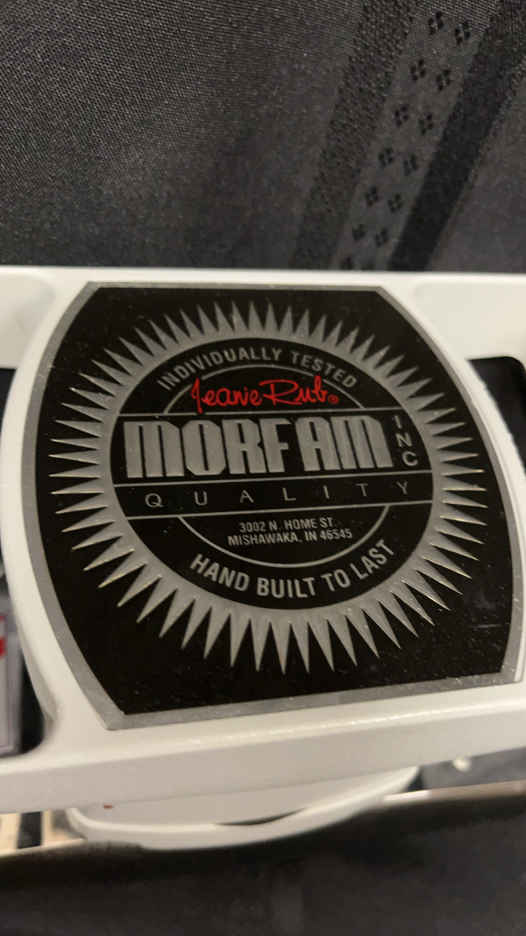 INDIVIDUALLY TESTED
Jeanie Rub®
MORFAM INC
QUALITY
3002 N. HOME ST.
MISHAWAKA, IN 46545
HAND BUILT TO LAST